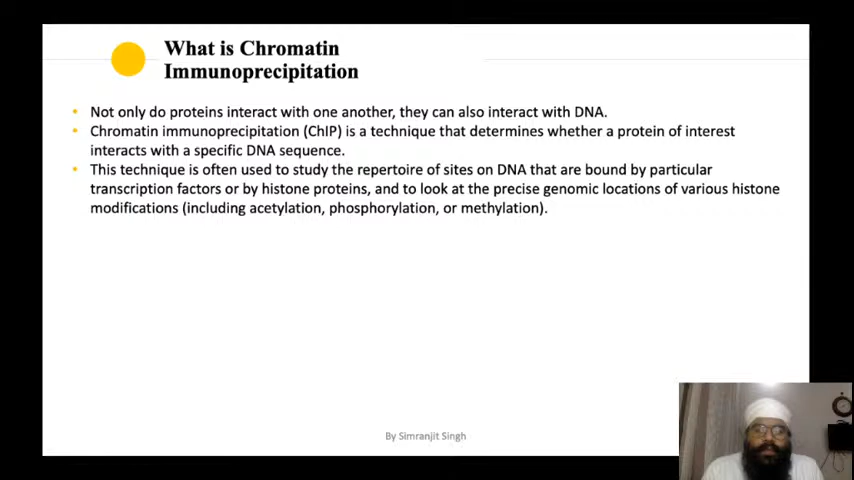 What is Chromatin
Immunoprecipitation
• Not only do proteins interact with one another, they can also interact with DNA.
• Chromatin immunoprecipitation (ChIP) is a technique that determines whether a protein of interest
interacts with a specific DNA sequence.
• This technique is often used to study the repertoire of sites on DNA that are bound by particular
transcription factors or by histone proteins, and to look at the precise genomic locations of various histone
modifications (including acetylation, phosphorylation, or methylation).
By Simranjit Singh